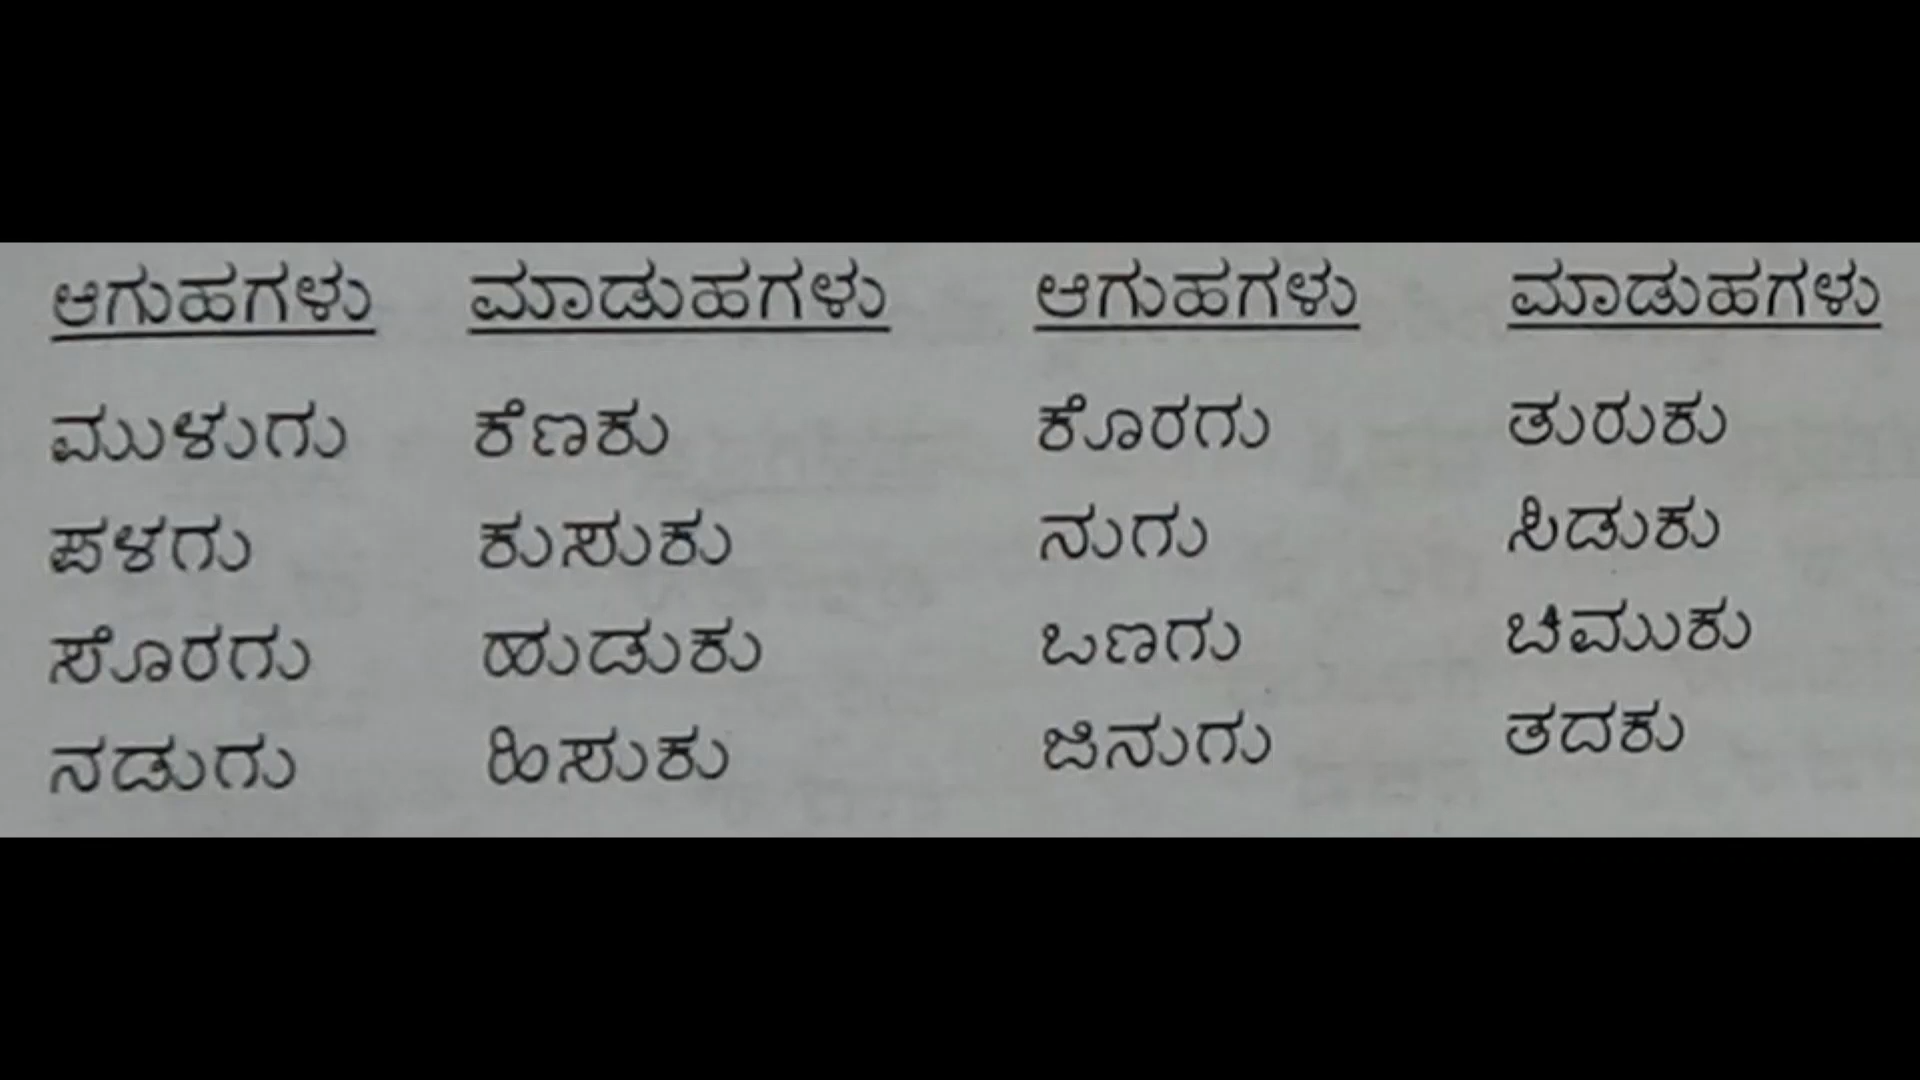 ಆಗುಹಗಳು ಮಾಡುಹಗಳು ಆಗುಹಗಳು ಮಾಡುಹಗಳು
ಮುಳುಗು ಕೆಣಕು ಕೊರಗು ತುರುಕು
ಪಳಗು ಕುಸುಕು ನುಗು ಸಿಡುಕು
ಸೊರಗು ಹುಡುಕು ಒಣಗು ಚಿಮುಕು
ನಡುಗು ಹಿಸುಕು ಜಿನುಗು ತದಕು